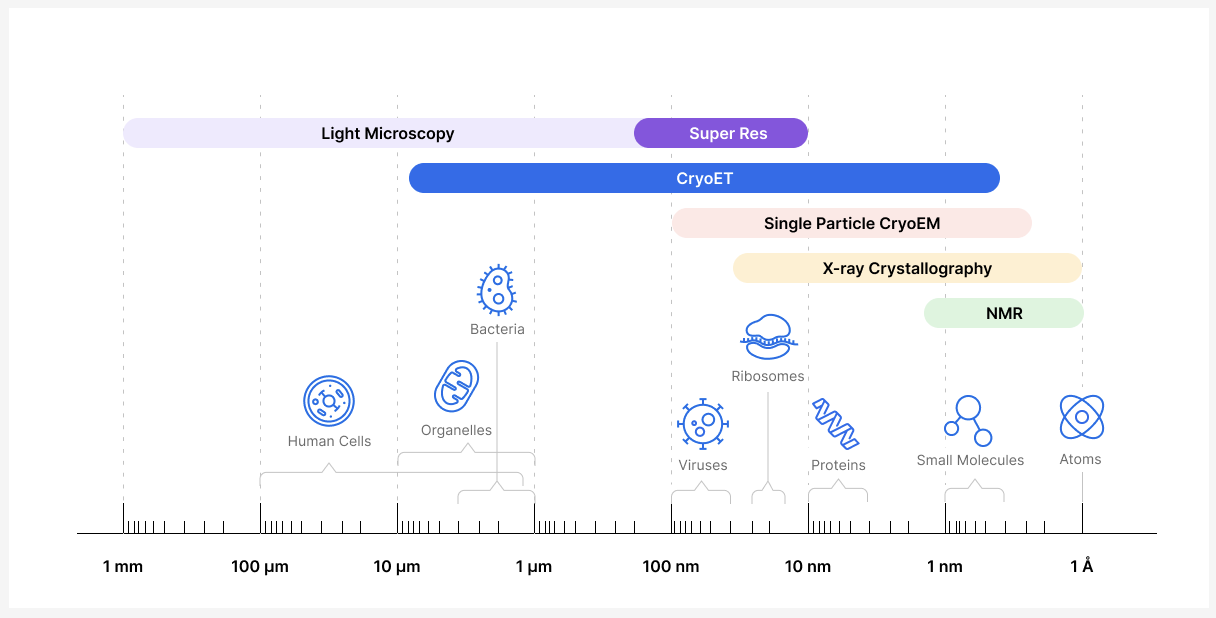 Light Microscopy
Super Res
CryoET
Single Particle CryoEM
X-ray Crystallography
NMR
Bacteria
Ribosomes
Organelles
Human Cells
Viruses
Proteins
Small Molecules
Atoms
1 mm
100 μm
10 μm
1 μm
100 nm
10 nm
1 nm
1 Å